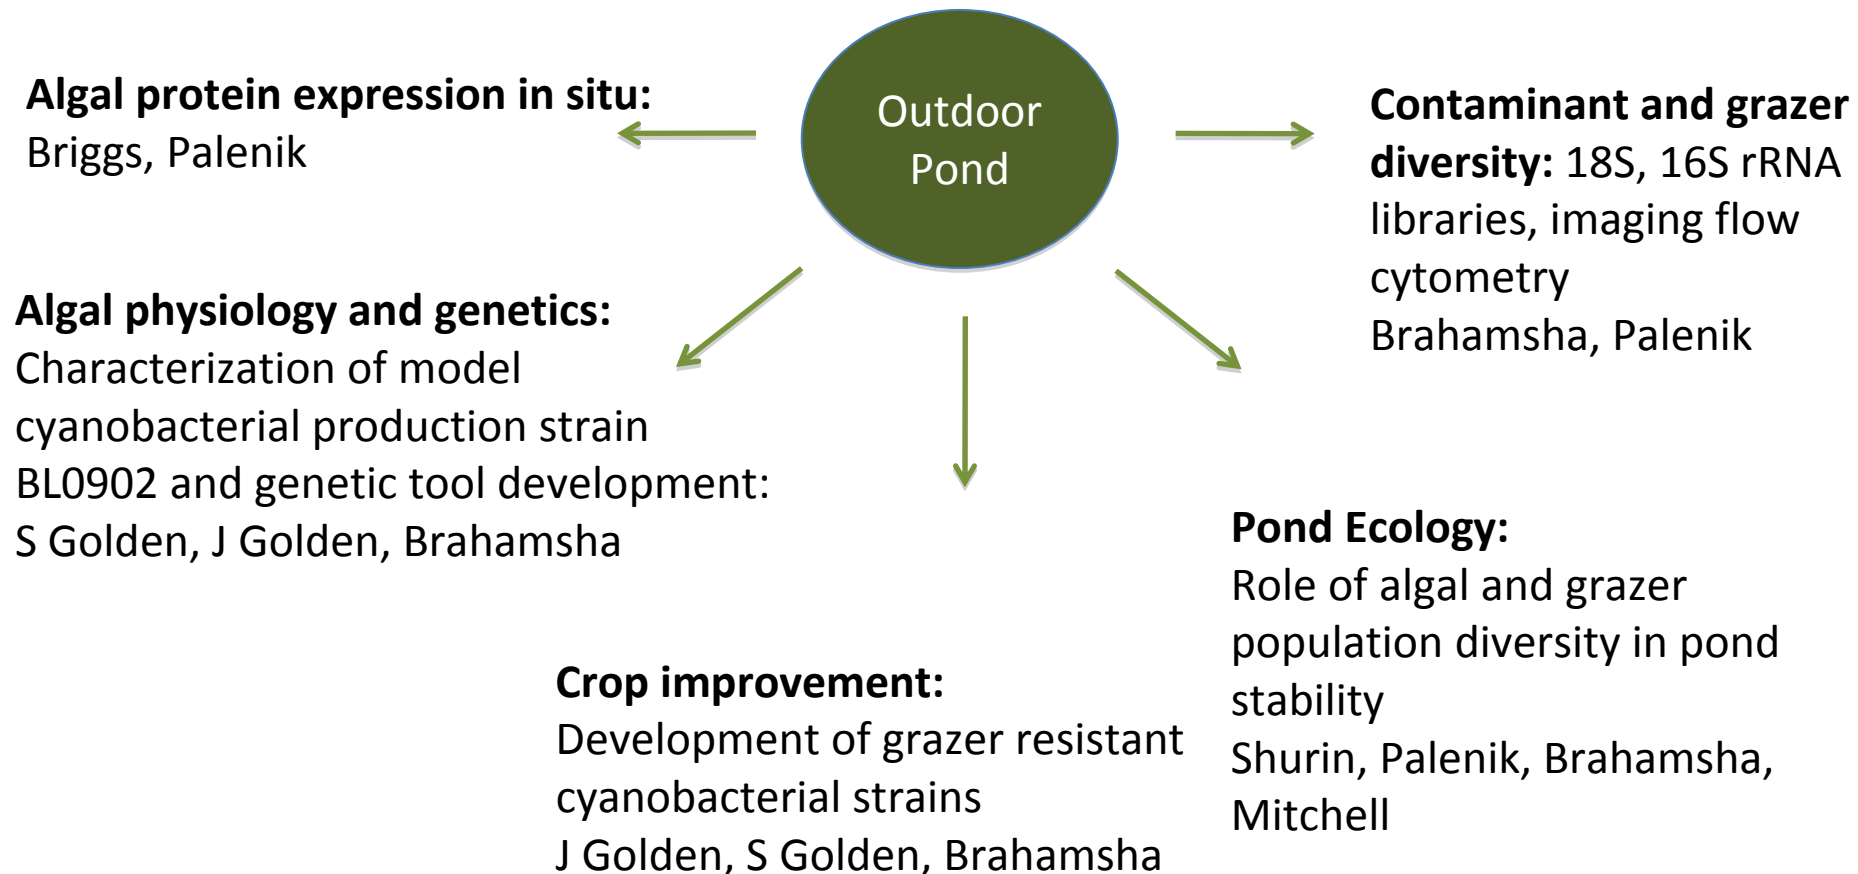 Outdoor
Pond
Algal protein expression in situ:
Briggs, Palenik
Contaminant and grazer
diversity: 18S, 16S rRNA
libraries, imaging flow
cytometry
Brahamsha, Palenik
Algal physiology and genetics:
Characterization of model
cyanobacterial production strain
BL0902 and genetic tool development:
S Golden, J Golden, Brahamsha
Pond Ecology:
Role of algal and grazer
population diversity in pond
stability
Shurin, Palenik, Brahamsha,
Mitchell
Crop improvement:
Development of grazer resistant
cyanobacterial strains
J Golden, S Golden, Brahamsha